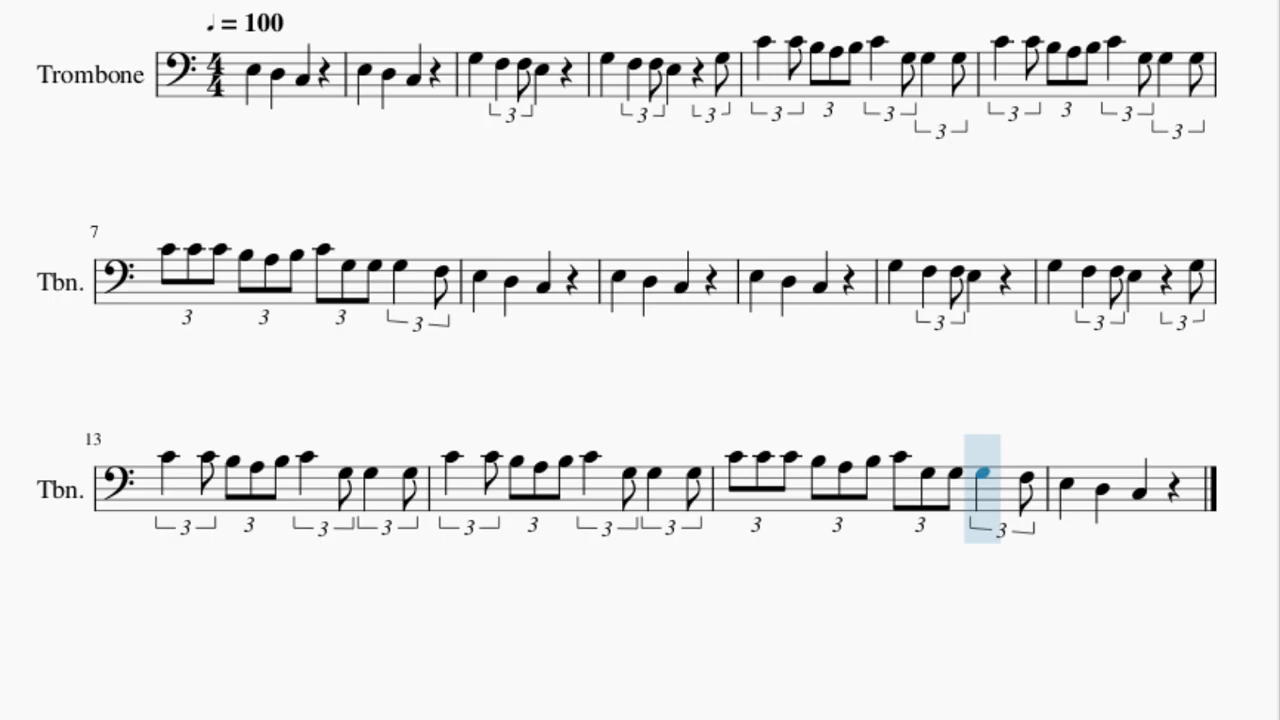 ♩ = 100
Trombone 4/4
3 3 3 3 3 3 3 3 3 3 3
7
Tbn.
3 3 3 3 3 3 3
13
Tbn.
3 3 3 3 3 3 3 3 3 3 3 3